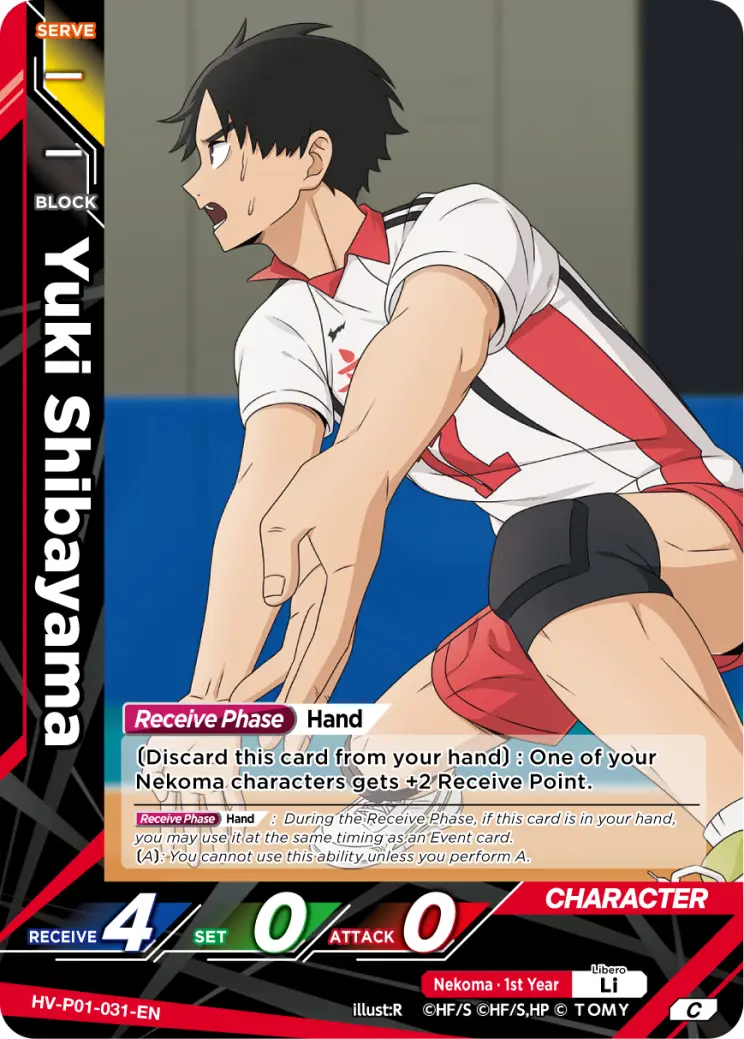 SERVE
—
—
BLOCK
Yuki Shibayama
Receive Phase Hand
(Discard this card from your hand) : One of your
Nekoma characters gets +2 Receive Point.
Receive Phase Hand : During the Receive Phase, if this card is in your hand,
you may use it at the same timing as an Event card.
(A): You cannot use this ability unless you perform A.
CHARACTER
RECEIVE 4 SET 0 ATTACK 0
Libero
Nekoma · 1st Year Li
HV-P01-031-EN illust:R ©HF/S ©HF/S,HP © TOMY C